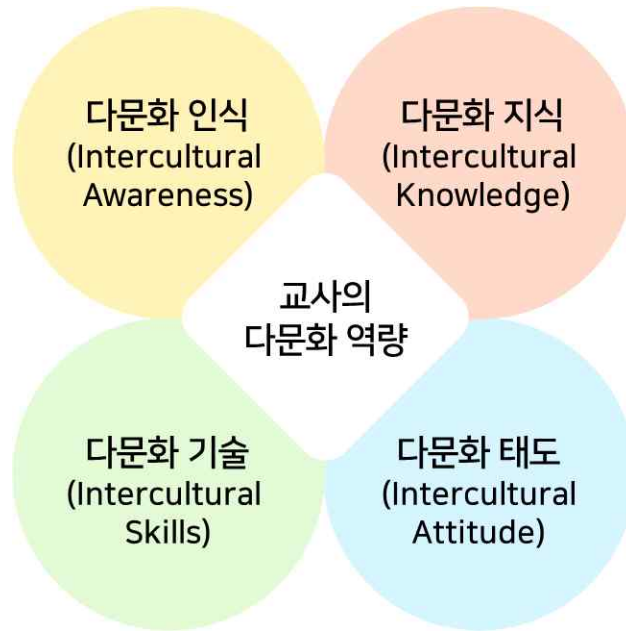 다문화 인식
(Intercultural
Awareness)
다문화 지식
(Intercultural
Knowledge)
교사의
다문화 역량
다문화 기술
(Intercultural
Skills)
다문화 태도
(Intercultural
Attitude)